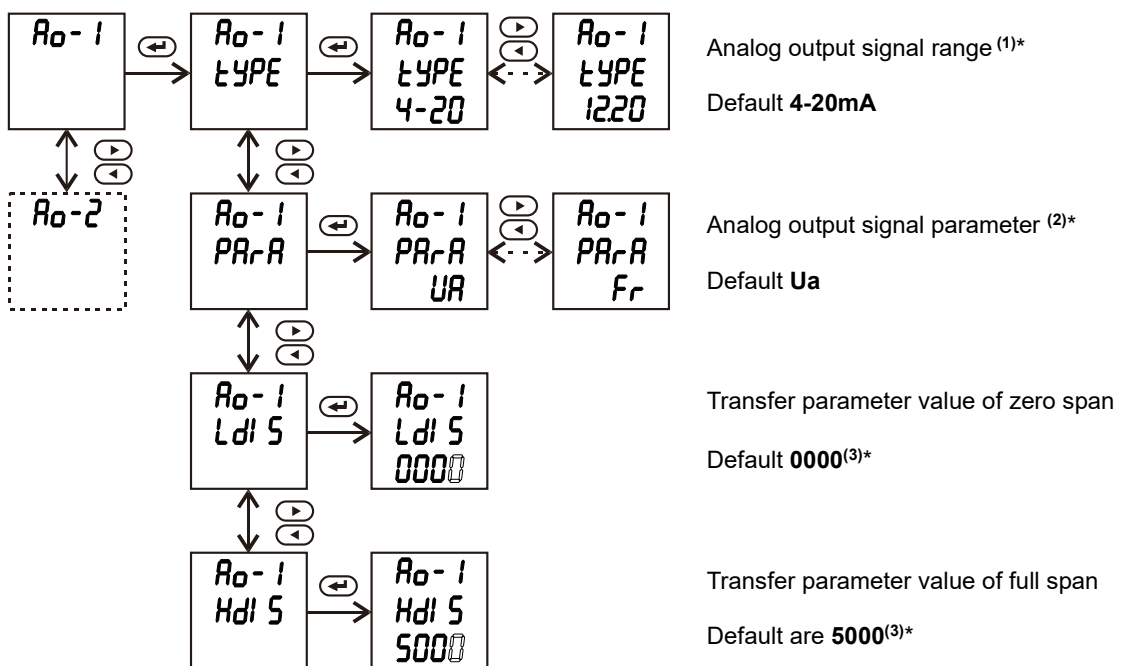 Ao-1
Ao-1
tYPE
Ao-1
tYPE
4-20
Ao-1
tYPE
12.20
Analog output signal range (1)*
Default 4-20mA
Ao-2
Ao-1
PArA
Ao-1
PArA
UA
Ao-1
PArA
Fr
Analog output signal parameter (2)*
Default Ua
Ao-1
LdIS
Ao-1
LdIS
0000
Transfer parameter value of zero span
Default 0000(3)*
Ao-1
HdIS
Ao-1
HdIS
5000
Transfer parameter value of full span
Default are 5000(3)*